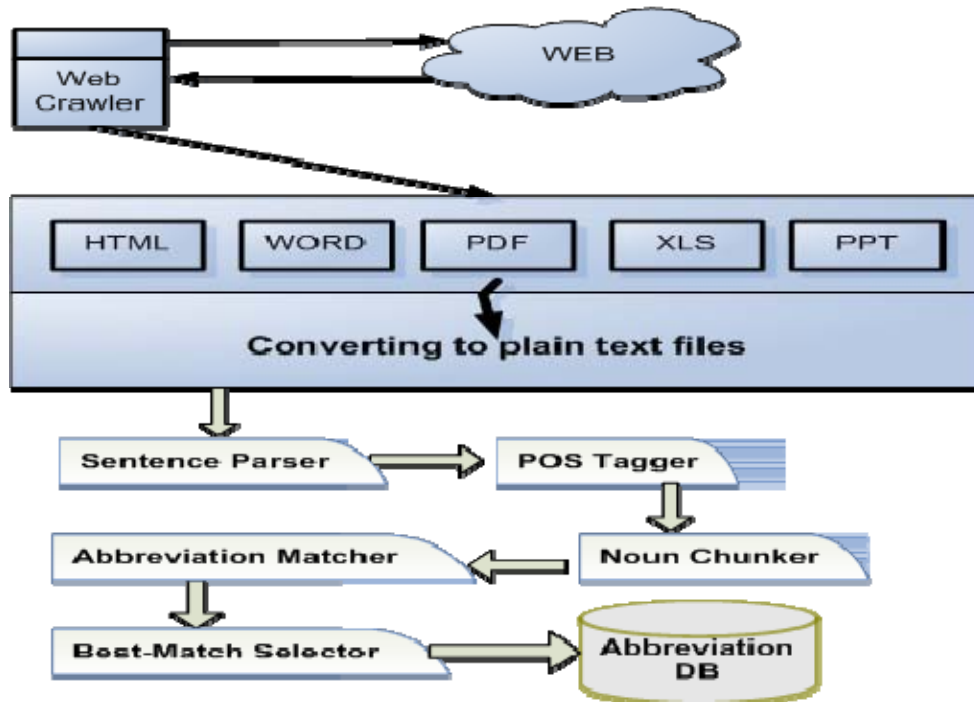 WEB
Web
Crawler
HTML WORD PDF XLS PPT
Converting to plain text files
Sentence Parser POS Tagger
Abbreviation Matcher Noun Chunker
Best-Match Selector
Abbreviation
DB